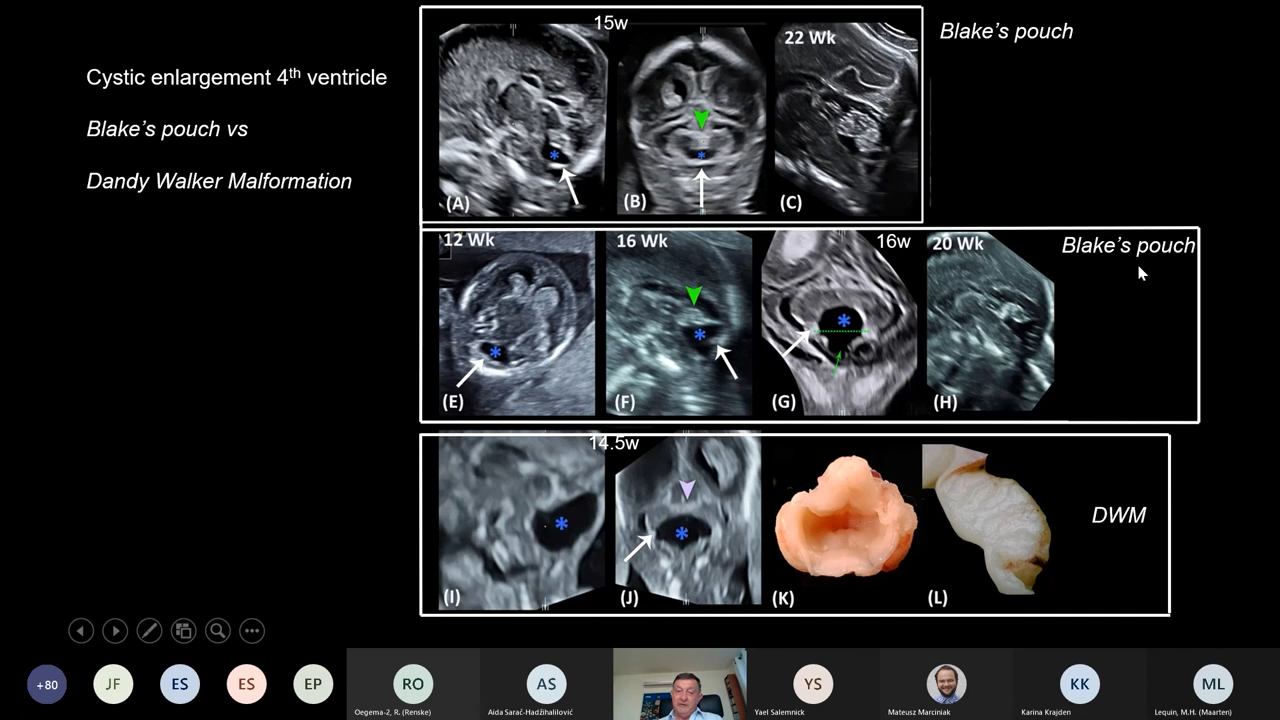 Cystic enlargement 4th ventricle
Blake's pouch vs
Dandy Walker Malformation
15w
22 Wk
Blake's pouch
*
*
(A)
(B)
(C)
12 Wk
16 Wk
16w
20 Wk
Blake's pouch
*
*
*
(E)
(F)
(G)
(H)
14.5w
*
*
DWM
(I)
(J)
(K)
(L)
+80
JF
ES
ES
EP
RO
AS
YS
KK
ML
Oegema-2, R. (Renske)
Aida Sarač-Hadžihalilović
Yael Salemnick
Mateusz Marciniak
Karina Krajden
Lequin, M.H. (Maarten)